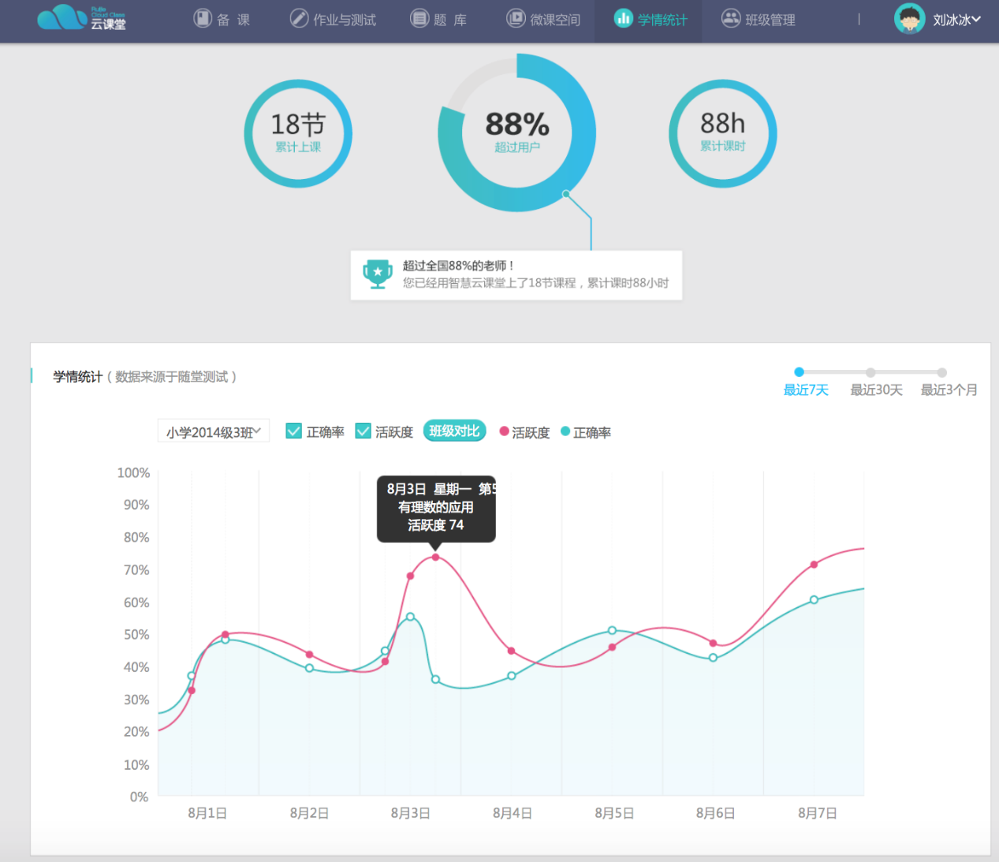 RuiBo
Cloud Class
云课堂
备 课
作业与测试
题 库
微课空间
学情统计
班级管理
刘冰冰
18节
累计上课
88%
超过用户
88h
累计课时
超过全国88%的老师！
您已经用智慧云课堂上了18节课程，累计课时88小时
学情统计（数据来源于随堂测试）
最近7天
最近30天
最近3个月
小学2014级3班
正确率
活跃度
班级对比
活跃度
正确率
8月3日 星期一 第5
有理数的应用
活跃度 74
100%
90%
80%
70%
60%
50%
40%
30%
20%
10%
0%
8月1日
8月2日
8月3日
8月4日
8月5日
8月6日
8月7日